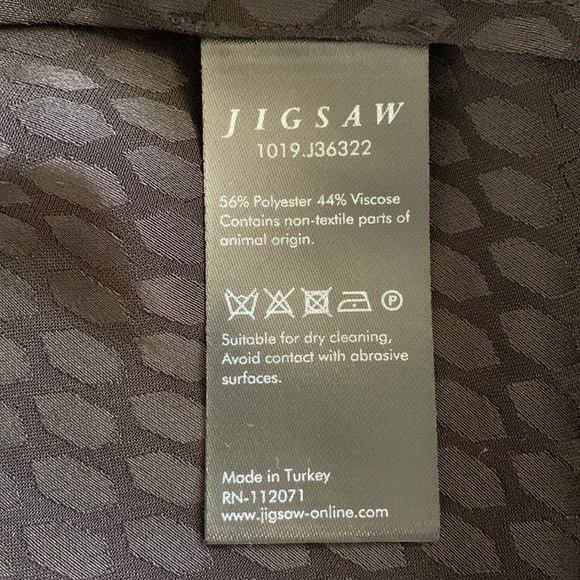 JIGSAW
1019.J36322
56% Polyester 44% Viscose
Contains non-textile parts of
animal origin.
P
Suitable for dry cleaning,
Avoid contact with abrasive
surfaces.
Made in Turkey
RN-112071
www.jigsaw-online.com